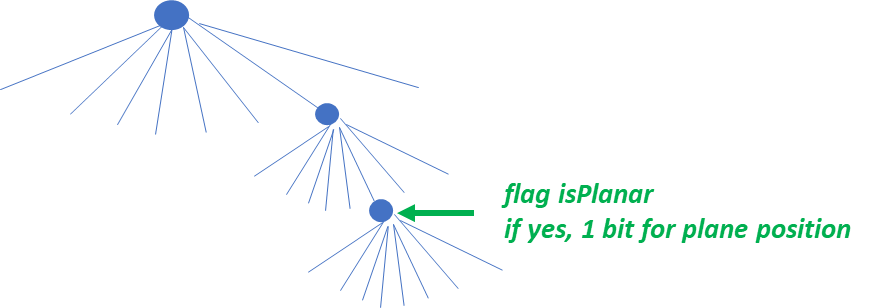 flag isPlanar
if yes, 1 bit for plane position